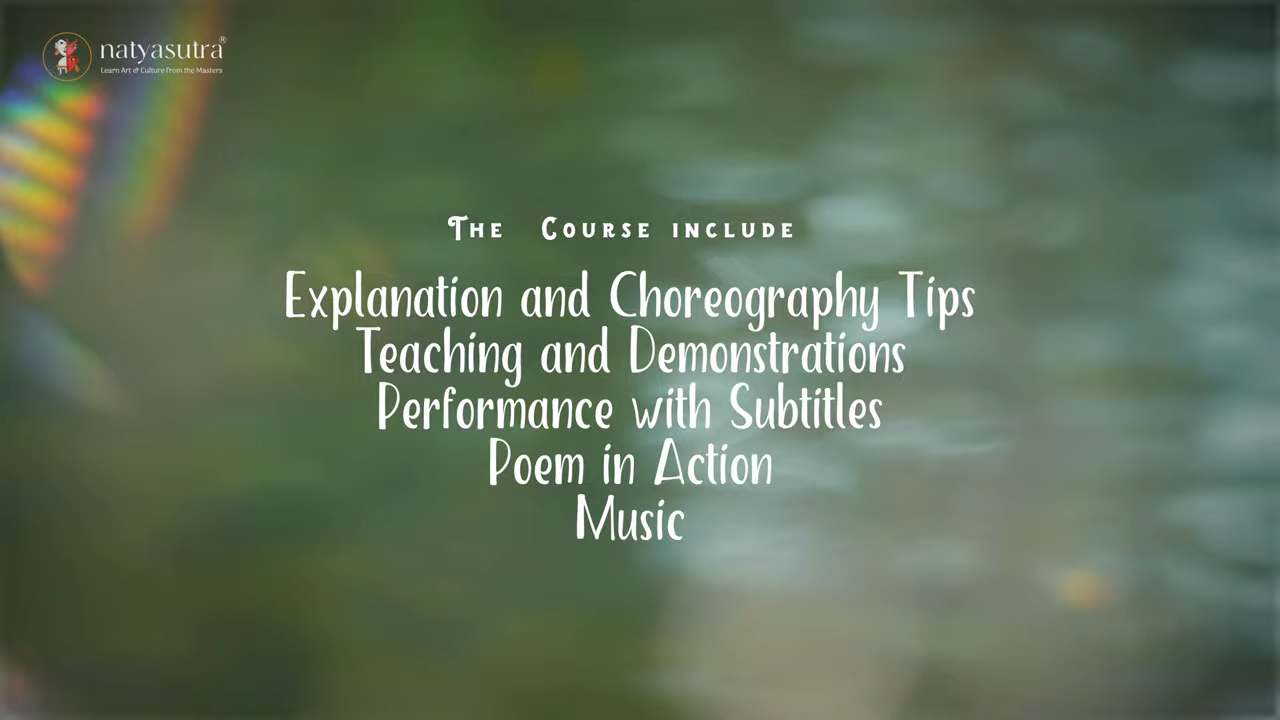 natyasutra®
Learn Art & Culture from the Masters
The Course include
Explanation and Choreography Tips
Teaching and Demonstrations
Performance with Subtitles
Poem in Action
Music